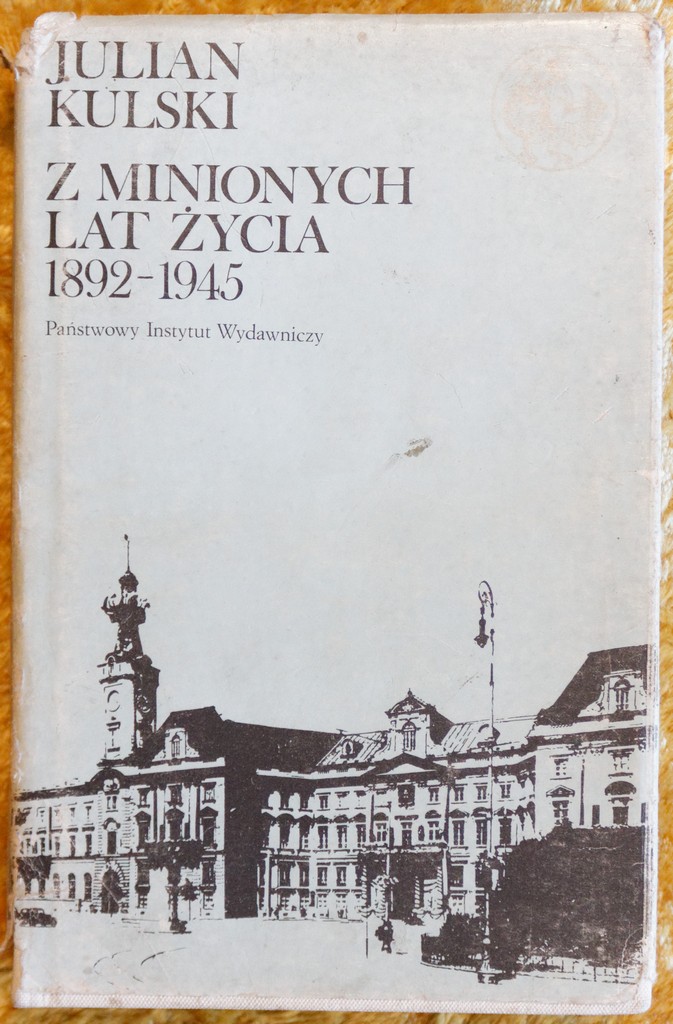 JULIAN
KULSKI
Z MINIONYCH
LAT ŻYCIA
1892-1945
Państwowy Instytut Wydawniczy